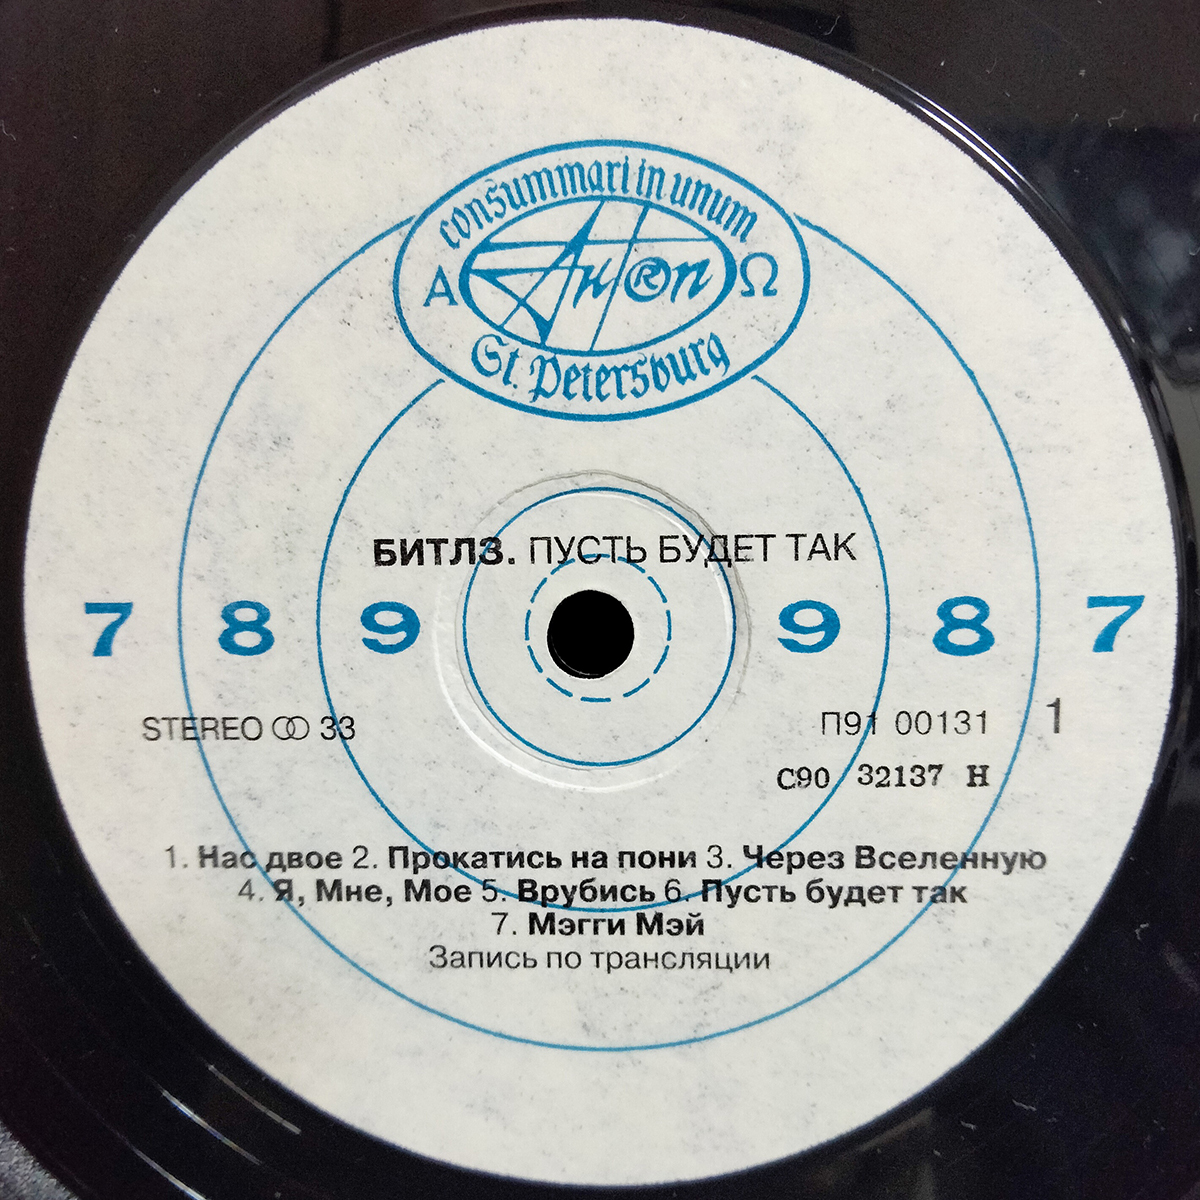 consummari in unum
Α Antrop ® Ω
St. Petersburg
БИТЛЗ. ПУСТЬ БУДЕТ ТАК
7 8 9 9 8 7
STEREO 33 П91 00131 1
С90 32137 Н
1. Нас двое 2. Прокатись на пони 3. Через Вселенную
4. Я, Мне, Мое 5. Врубись 6. Пусть будет так
7. Мэгги Мэй
Запись по трансляции